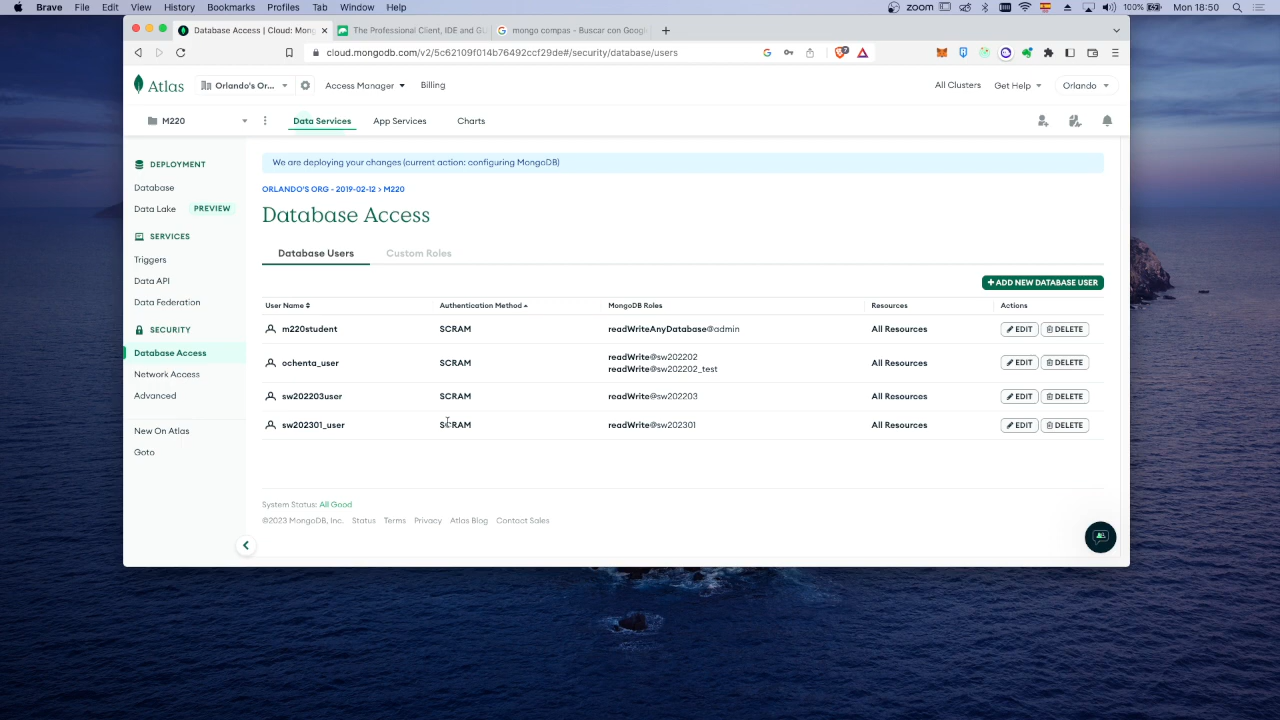 Brave File Edit View History Bookmarks Profiles Tab Window Help zoom 100% Mon 18:50
Database Access | Cloud: Mong The Professional Client, IDE and GU mongo compas - Buscar con Googl
cloud.mongodb.com/v2/5c62109f014b76492ccf29de#/security/database/users
Atlas Orlando's Or... Access Manager Billing All Clusters Get Help Orlando
M220 Data Services App Services Charts
DEPLOYMENT
Database
Data Lake PREVIEW
SERVICES
Triggers
Data API
Data Federation
SECURITY
Database Access
Network Access
Advanced
New On Atlas
Goto
We are deploying your changes (current action: configuring MongoDB)
ORLANDO'S ORG - 2019-02-12 > M220
Database Access
Database Users Custom Roles
+ ADD NEW DATABASE USER
User Name Authentication Method MongoDB Roles Resources Actions
m220student SCRAM readWriteAnyDatabase@admin All Resources EDIT DELETE
ochenta_user SCRAM readWrite@sw202202 All Resources EDIT DELETE
readWrite@sw202202_test
sw202203user SCRAM readWrite@sw202203 All Resources EDIT DELETE
sw202301_user SCRAM readWrite@sw202301 All Resources EDIT DELETE
System Status: All Good
©2023 MongoDB, Inc. Status Terms Privacy Atlas Blog Contact Sales